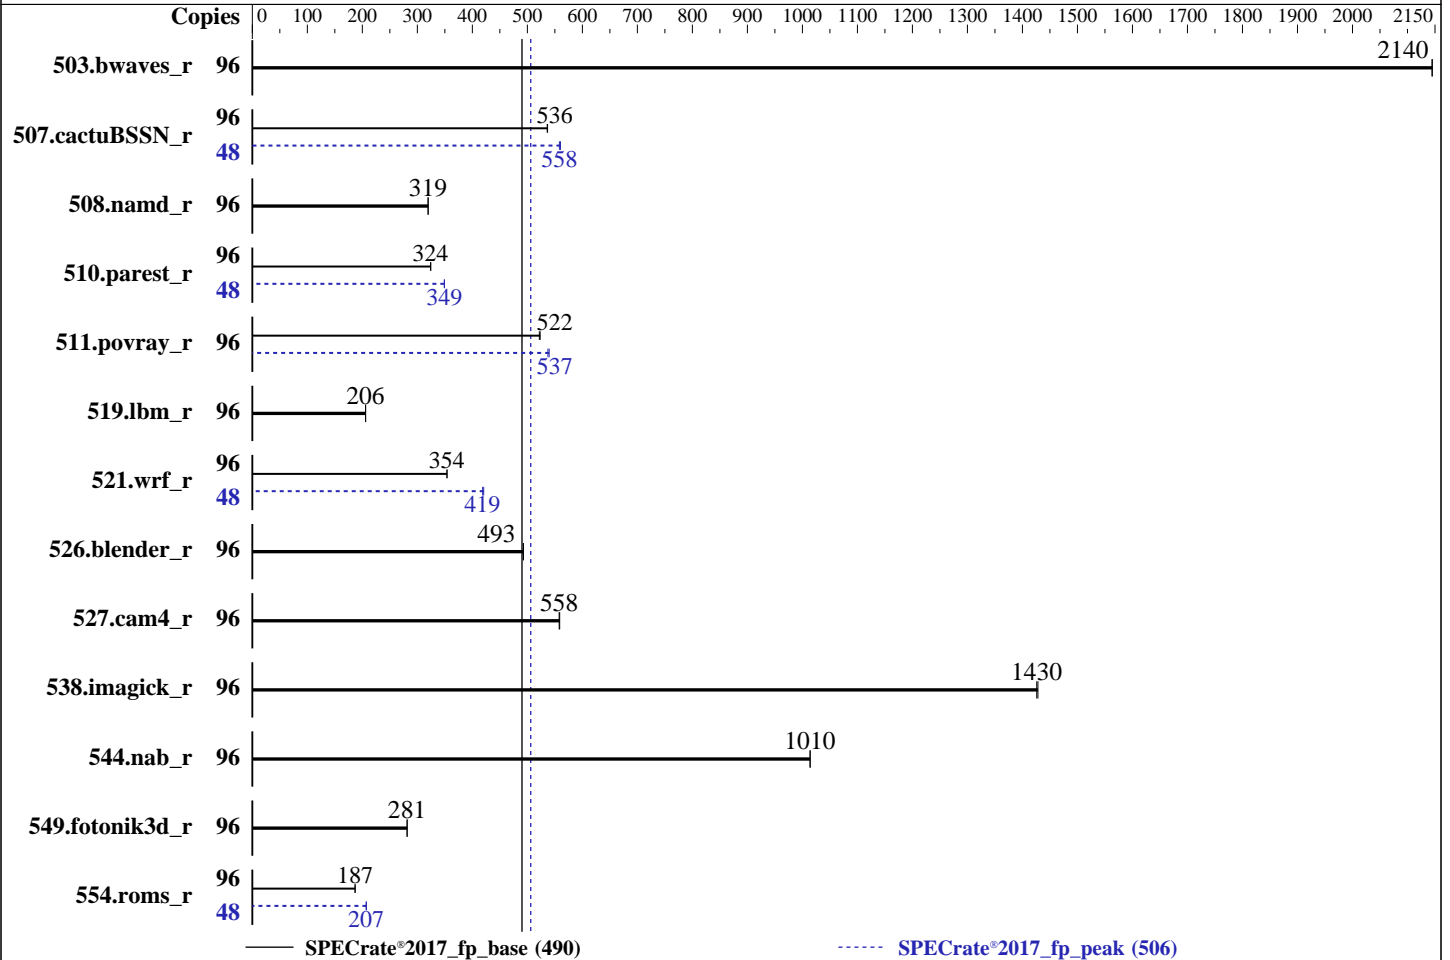 Copies 0 100 200 300 400 500 600 700 800 900 1000 1100 1200 1300 1400 1500 1600 1700 1800 1900 2000 2150
503.bwaves_r 96 2140
507.cactuBSSN_r 96 536
48 558
508.namd_r 96 319
510.parest_r 96 324
48 349
511.povray_r 96 522
537
519.lbm_r 96 206
521.wrf_r 96 354
48 419
526.blender_r 96 493
527.cam4_r 96 558
538.imagick_r 96 1430
544.nab_r 96 1010
549.fotonik3d_r 96 281
554.roms_r 96 187
48 207
SPECrate®2017_fp_base (490) SPECrate®2017_fp_peak (506)